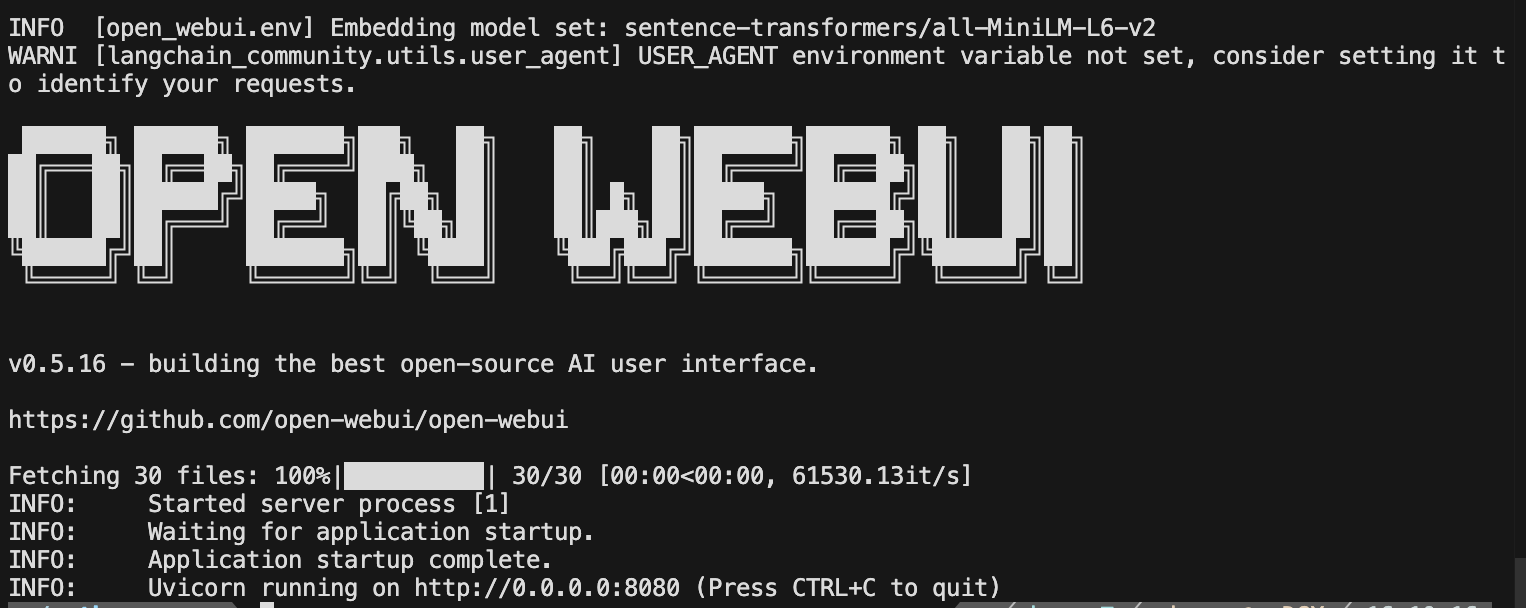 INFO  [open_webui.env] Embedding model set: sentence-transformers/all-MiniLM-L6-v2
WARNI [langchain_community.utils.user_agent] USER_AGENT environment variable not set, consider setting it t
o identify your requests.
OPEN WEBUI
v0.5.16 - building the best open-source AI user interface.
https://github.com/open-webui/open-webui
Fetching 30 files: 100%|██████████| 30/30 [00:00<00:00, 61530.13it/s]
INFO:     Started server process [1]
INFO:     Waiting for application startup.
INFO:     Application startup complete.
INFO:     Uvicorn running on http://0.0.0.0:8080 (Press CTRL+C to quit)